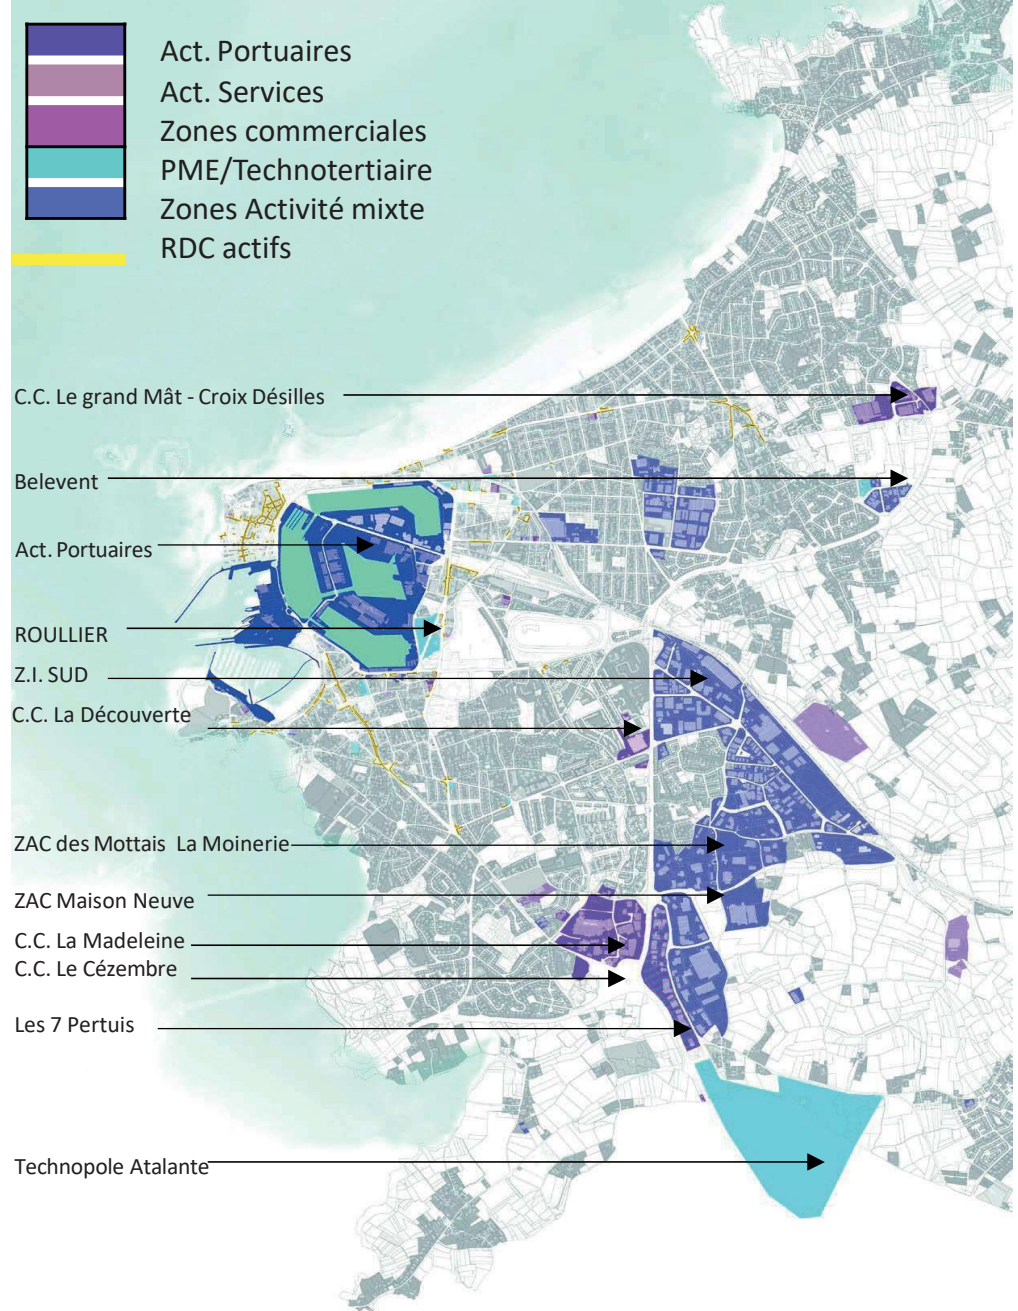 Act. Portuaires
Act. Services
Zones commerciales
PME/Technotertiaire
Zones Activité mixte
RDC actifs
C.C. Le grand Mât - Croix Désilles
Belevent
Act. Portuaires
ROULLIER
Z.I. SUD
C.C. La Découverte
ZAC des Mottais La Moinerie
ZAC Maison Neuve
C.C. La Madeleine
C.C. Le Cézembre
Les 7 Pertuis
Technopole Atalante